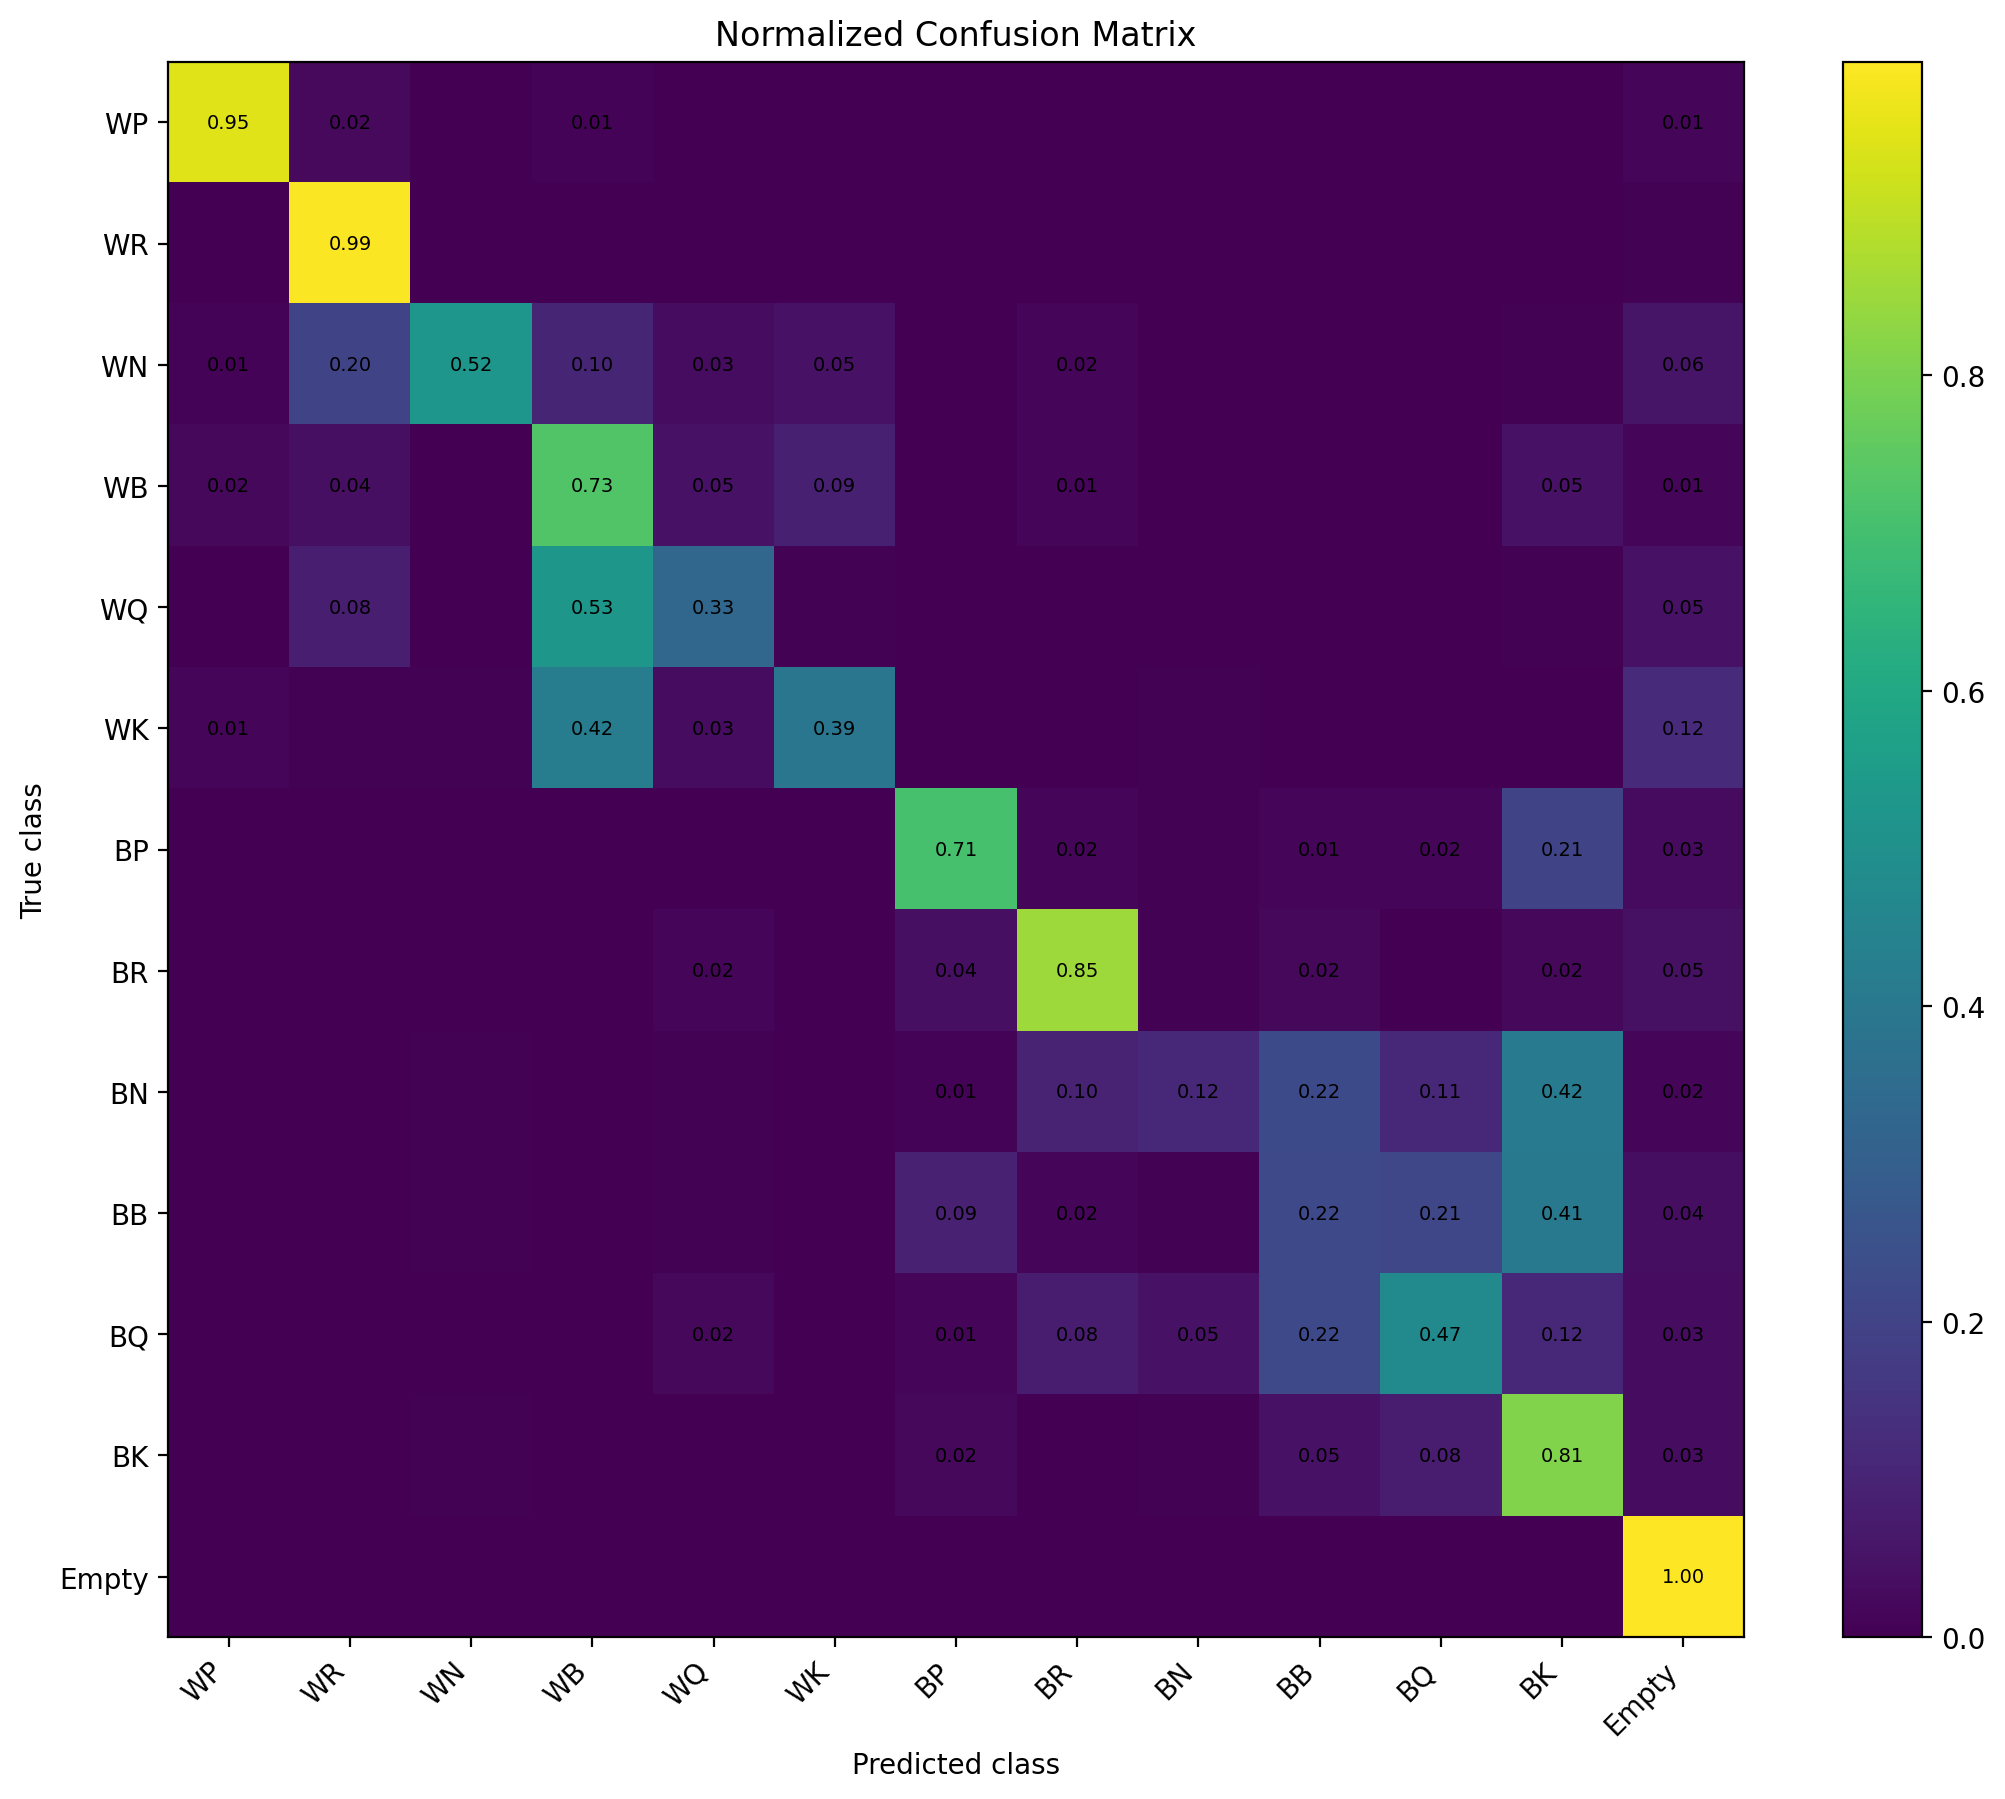 Normalized Confusion Matrix
WP 0.95 0.02 0.01 0.01
WR 0.99
WN 0.01 0.20 0.52 0.10 0.03 0.05 0.02 0.06
WB 0.02 0.04 0.73 0.05 0.09 0.01 0.05 0.01
WQ 0.08 0.53 0.33 0.05
WK 0.01 0.42 0.03 0.39 0.12
BP 0.71 0.02 0.01 0.02 0.21 0.03
BR 0.02 0.04 0.85 0.02 0.02 0.05
BN 0.01 0.10 0.12 0.22 0.11 0.42 0.02
BB 0.09 0.02 0.22 0.21 0.41 0.04
BQ 0.02 0.01 0.08 0.05 0.22 0.47 0.12 0.03
BK 0.02 0.05 0.08 0.81 0.03
Empty 1.00
WP WR WN WB WQ WK BP BR BN BB BQ BK Empty
Predicted class
True class
0.8
0.6
0.4
0.2
0.0